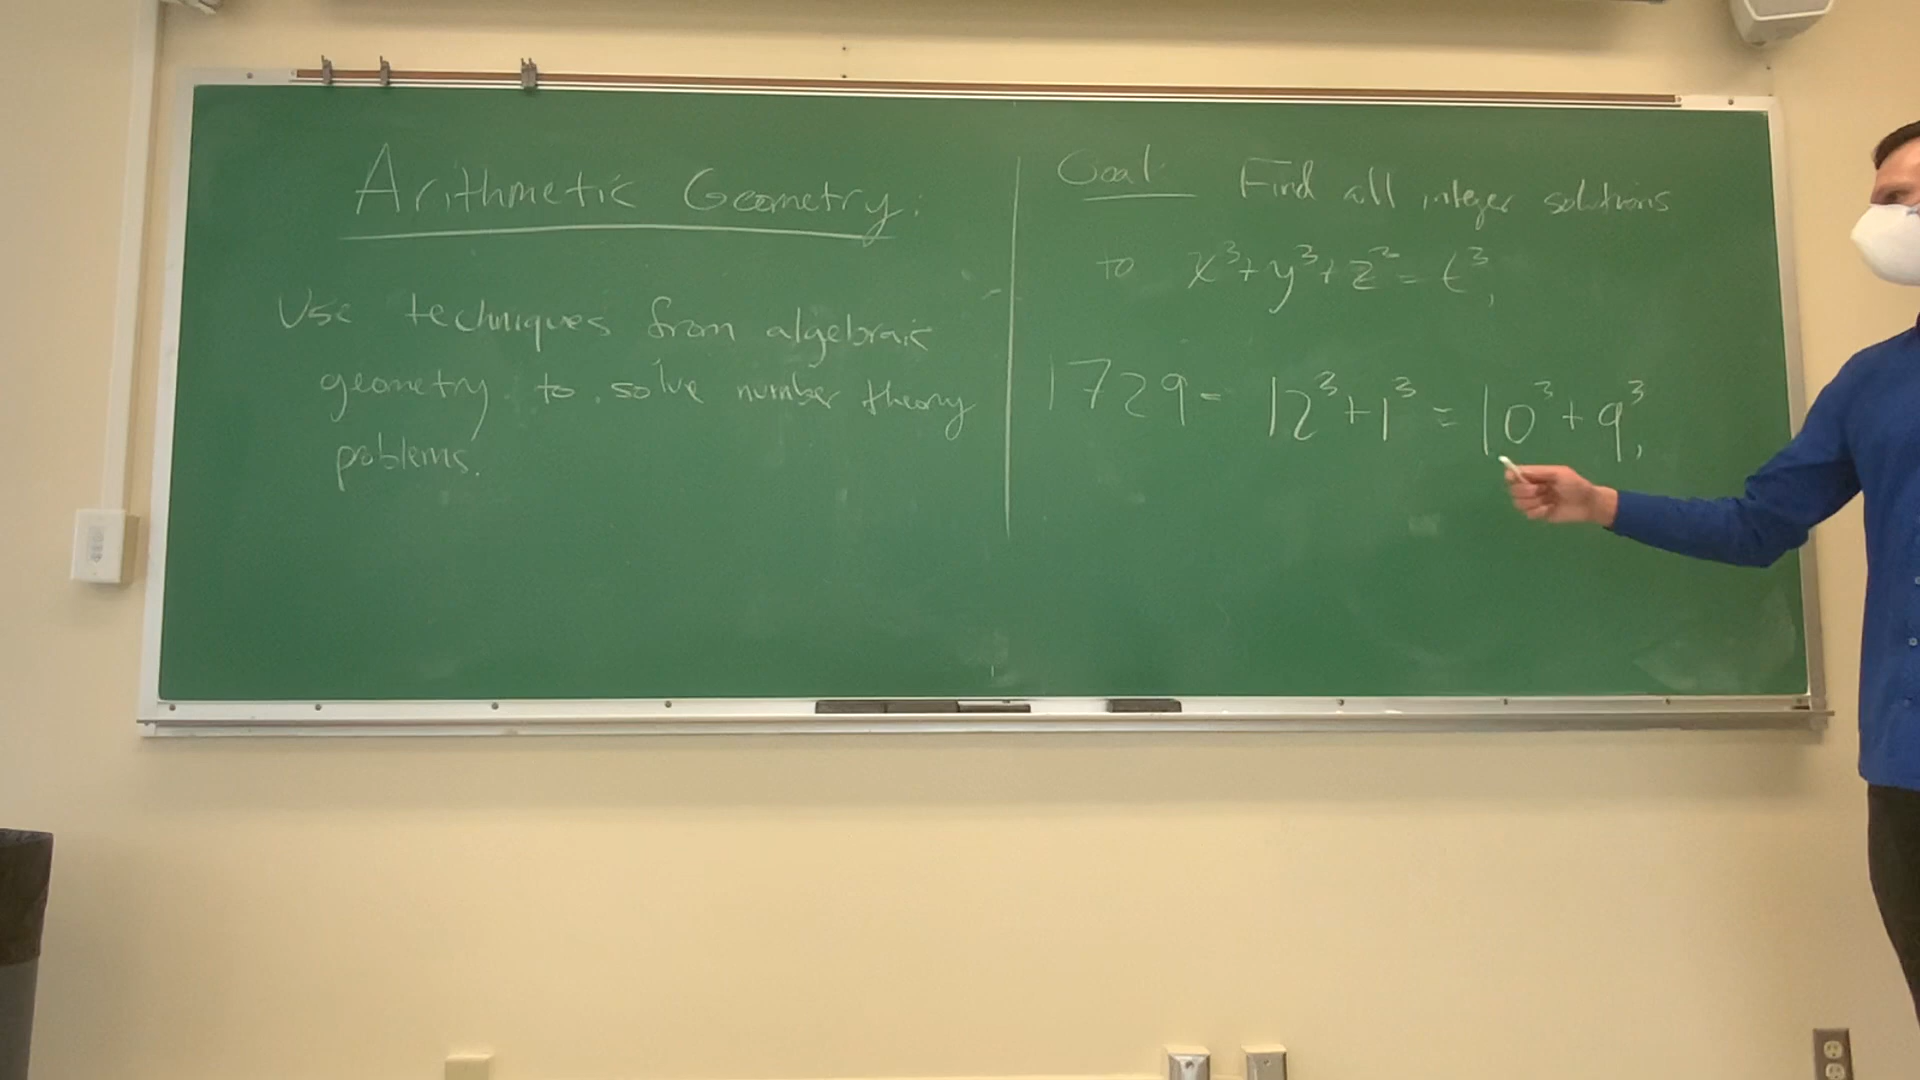 Arithmetic Geometry:
Use techniques from algebraic
geometry to solve number theory
problems.
Goal: Find all integer solutions
to x³+y³+z³=t³,
1729= 12³+1³ = 10³+9³,